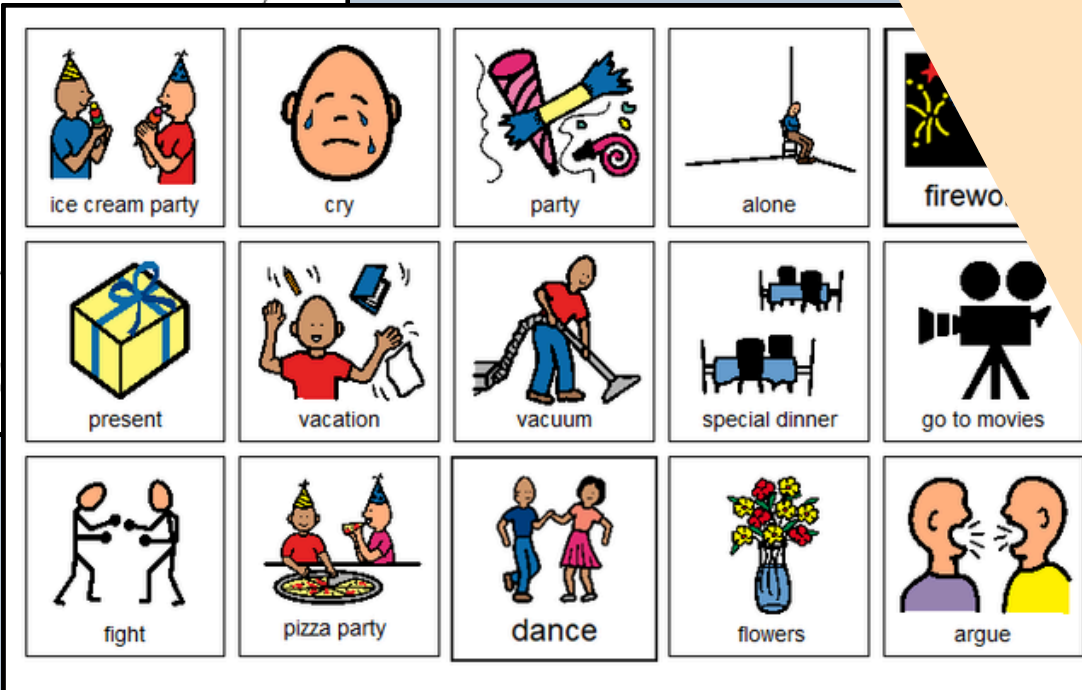 ice cream party
cry
party
alone
present
vacation
vacuum
special dinner
go to movies
fight
pizza party
dance
flowers
argue